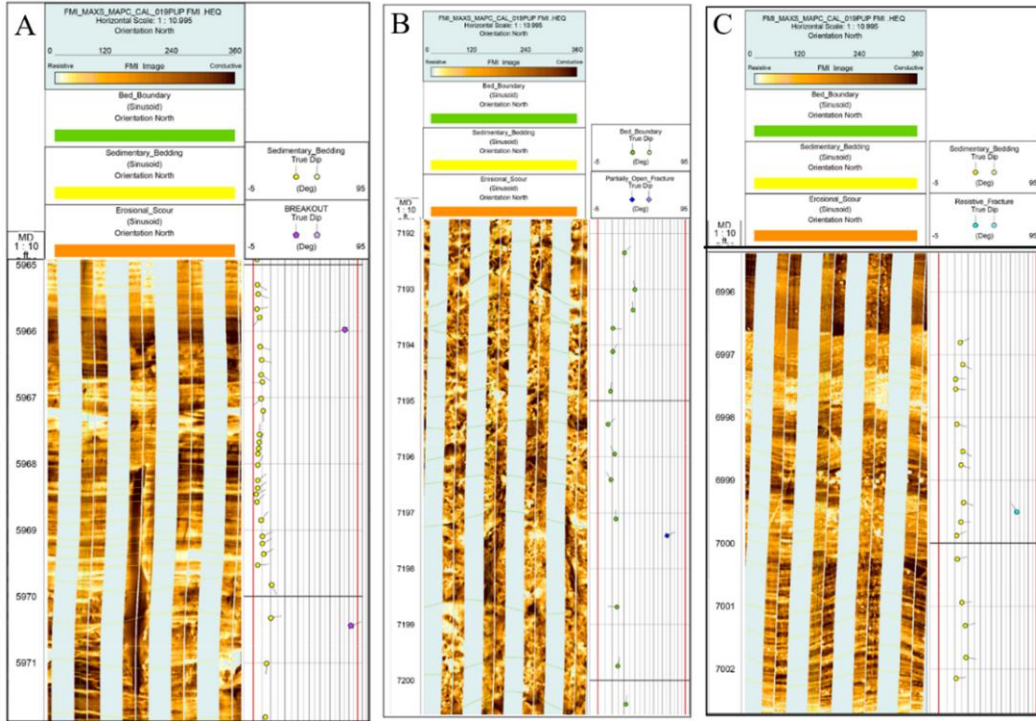 A
FMI_MAXS_MAPC_CAL_019PUP FMI .HEQ
Horizontal Scale: 1 : 10.995
Orientation North
0 120 240 360
Resistive FMI Image Conductive
Bed_Boundary
(Sinusoid)
Orientation North
Sedimentary_Bedding
(Sinusoid)
Orientation North
Erosional_Scour
(Sinusoid)
Orientation North
Sedimentary_Bedding
True Dip
-5 (Deg) 95
BREAKOUT
True Dip
-5 (Deg) 95
MD
1 : 10
ft
5965
5966
5967
5968
5969
5970
5971
B
FMI_MAXS_MAPC_CAL_019PUP FMI .HEQ
Horizontal Scale: 1 : 10.995
Orientation North
0 120 240 360
Resistive FMI Image Conductive
Bed_Boundary
(Sinusoid)
Orientation North
Sedimentary_Bedding
(Sinusoid)
Orientation North
Erosional_Scour
(Sinusoid)
Orientation North
Bed_Boundary
True Dip
-5 (Deg) 95
Partially_Open_Fracture
True Dip
-5 (Deg) 95
MD
1 : 10
ft
7192
7193
7194
7195
7196
7197
7198
7199
7200
C
FMI_MAXS_MAPC_CAL_019PUP FMI .HEQ
Horizontal Scale: 1 : 10.995
Orientation North
0 120 240 360
Resistive FMI Image Conductive
Bed_Boundary
(Sinusoid)
Orientation North
Sedimentary_Bedding
(Sinusoid)
Orientation North
Erosional_Scour
(Sinusoid)
Orientation North
Sedimentary_Bedding
True Dip
-5 (Deg) 95
Resistive_Fracture
True Dip
-5 (Deg) 95
MD
1 : 10
ft
6996
6997
6998
6999
7000
7001
7002